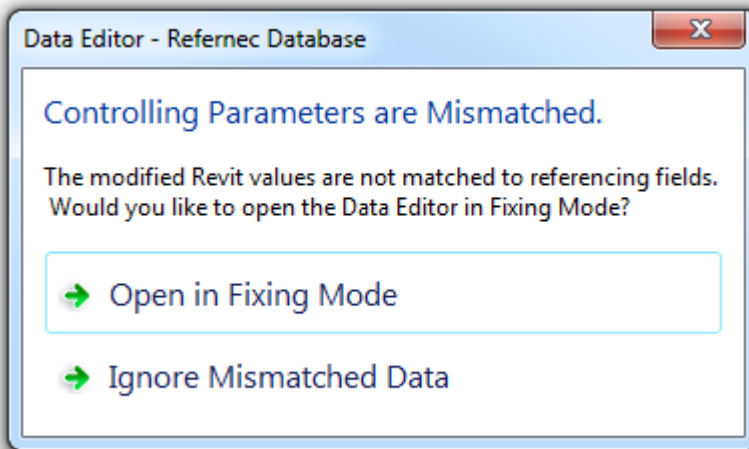 Data Editor - Refernec Database
Controlling Parameters are Mismatched.
The modified Revit values are not matched to referencing fields.
Would you like to open the Data Editor in Fixing Mode?
Open in Fixing Mode
Ignore Mismatched Data